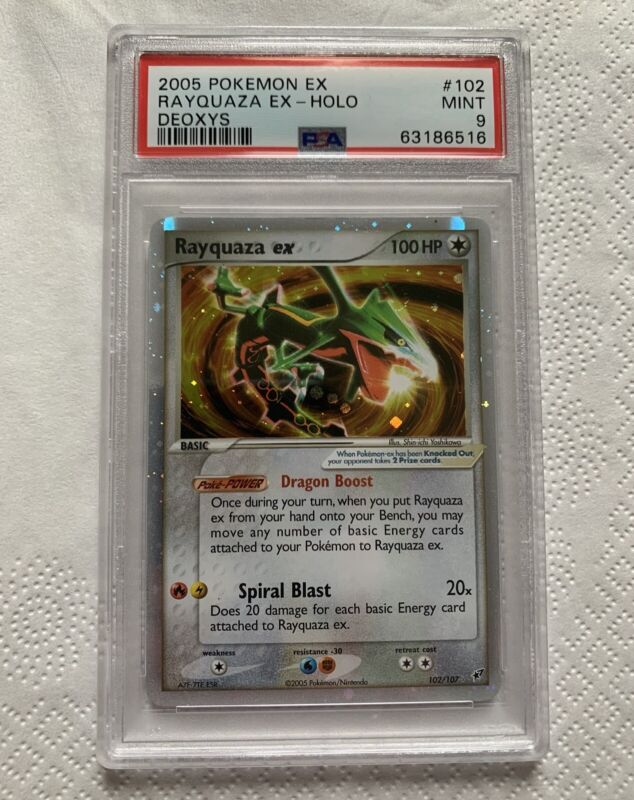 2005 POKEMON EX #102
RAYQUAZA EX-HOLO MINT
DEOXYS 9
PSA 63186516
Rayquaza ex 100 HP
BASIC
Illus. Shin-ichi Yoshikawa
When Pokémon-ex has been Knocked Out,
your opponent takes 2 Prize cards.
Poké-POWER Dragon Boost
Once during your turn, when you put Rayquaza
ex from your hand onto your Bench, you may
move any number of basic Energy cards
attached to your Pokémon to Rayquaza ex.
Spiral Blast 20x
Does 20 damage for each basic Energy card
attached to Rayquaza ex.
weakness resistance -30 retreat cost
A7F-7TE ESR ©2005 Pokémon/Nintendo 102/107